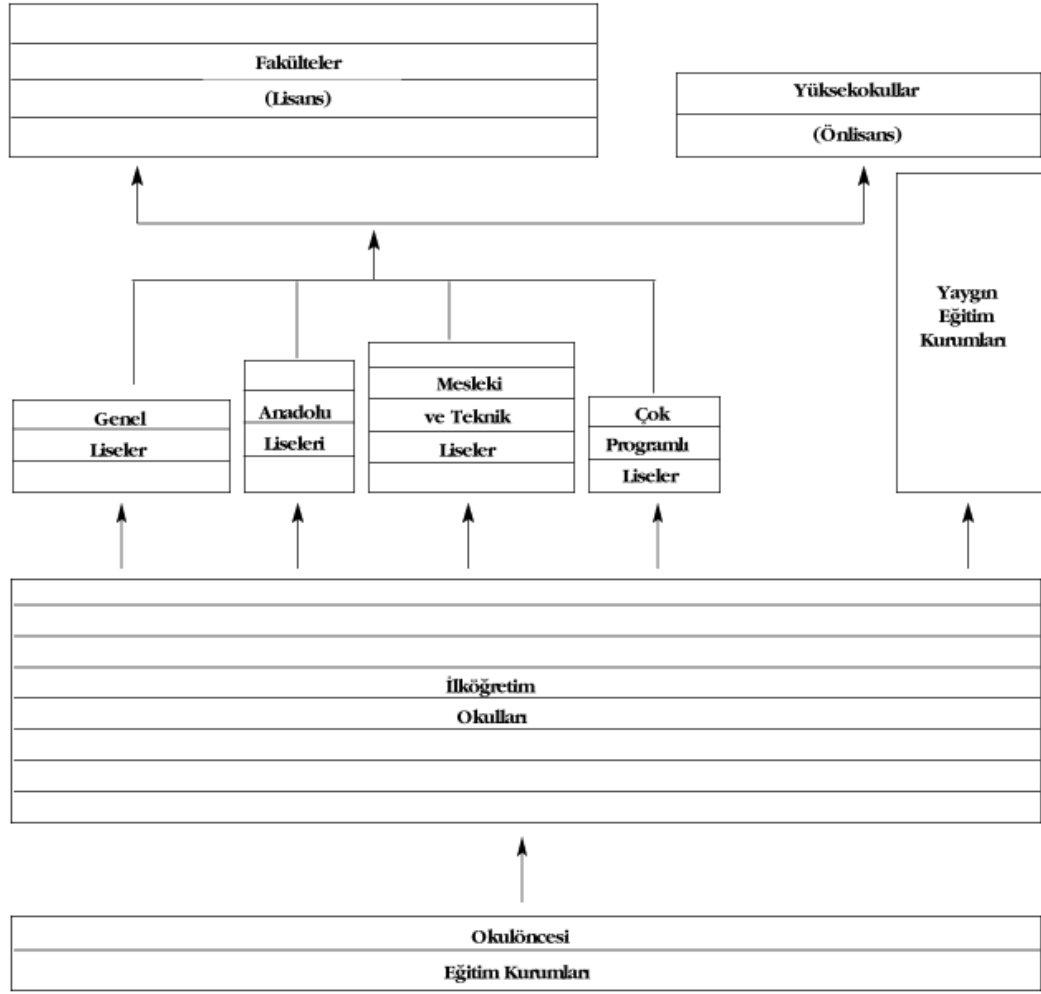 Fakülteler
(Lisans)
Yüksekokullar
(Önlisans)
Yaygın
Eğitim
Kurumları
Genel
Liseler
Anadolu
Liseleri
Mesleki
ve Teknik
Liseler
Çok
Programlı
Liseler
İlköğretim
Okulları
Okulöncesi
Eğitim Kurumları